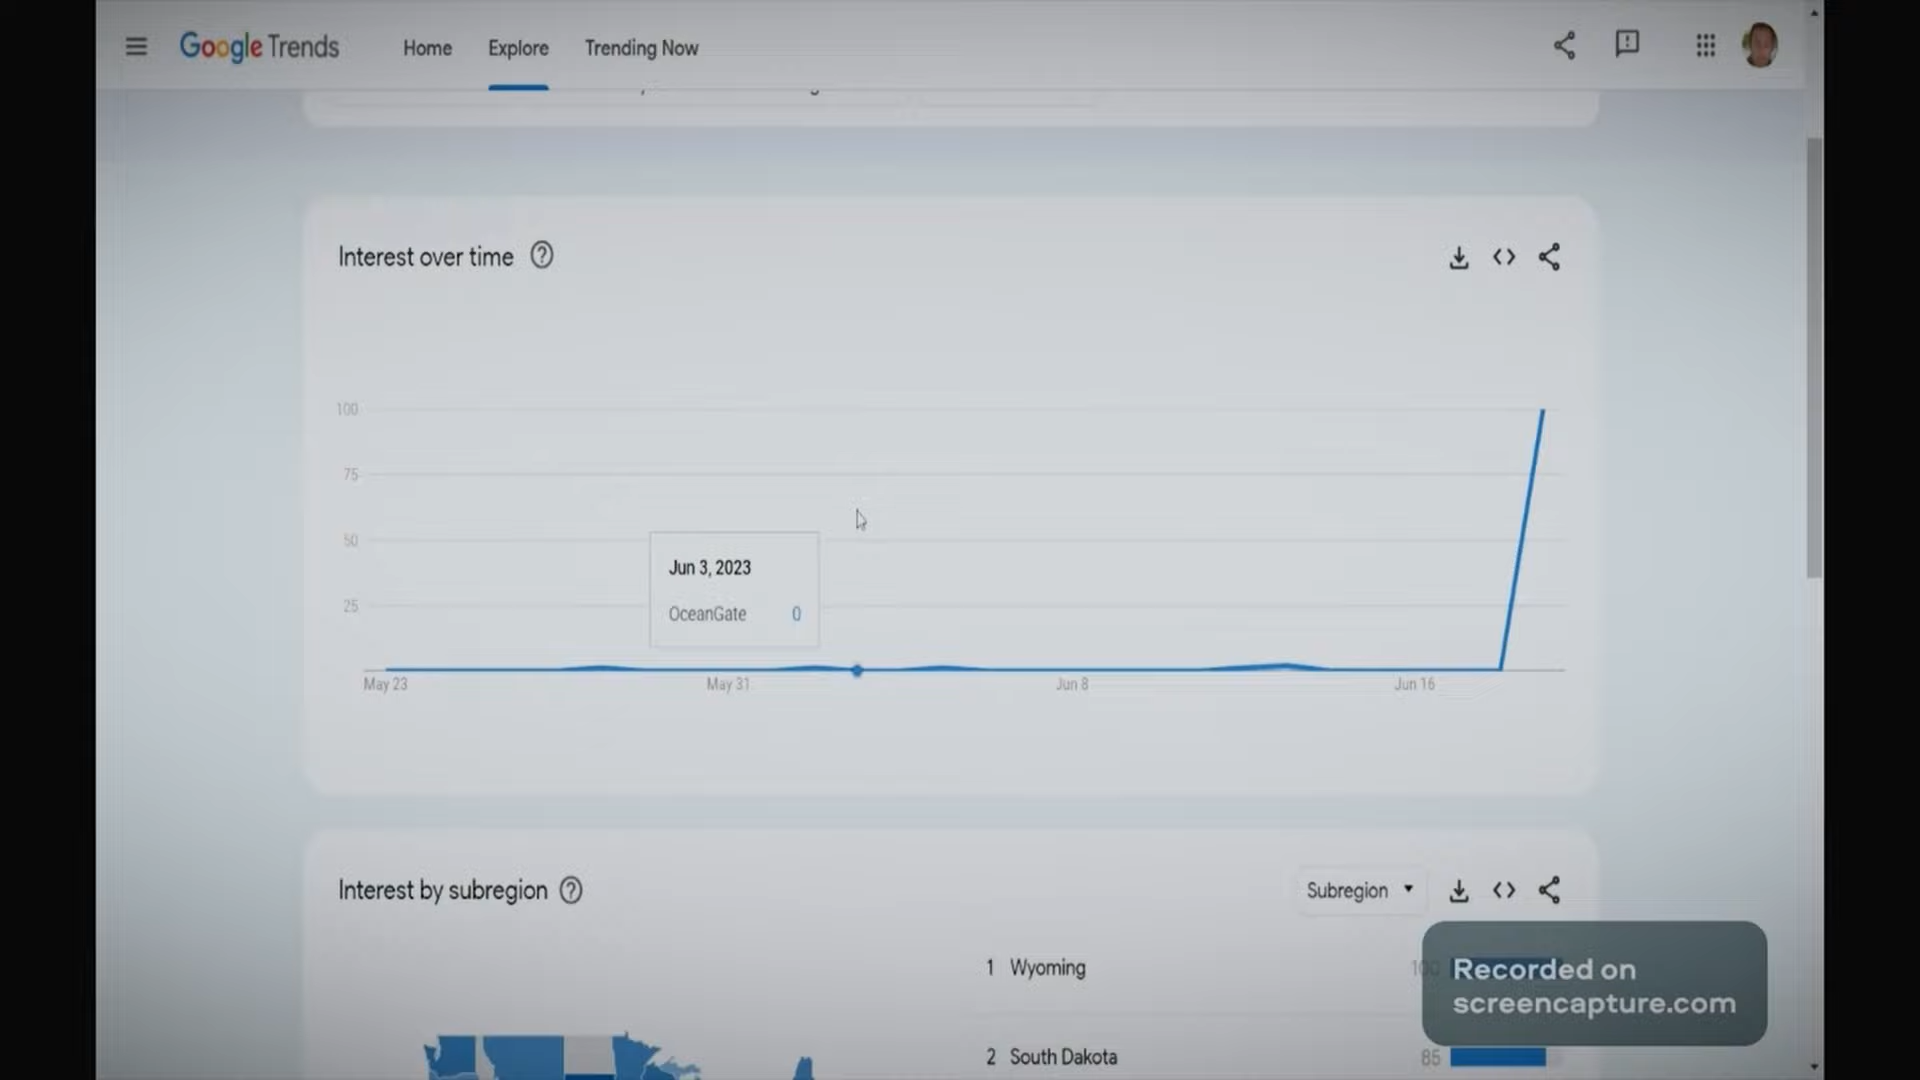 Google Trends
Home
Explore
Trending Now
Interest over time
100
75
50
25
Jun 3, 2023
OceanGate 0
May 23
May 31
Jun 8
Jun 16
Interest by subregion
Subregion
1 Wyoming
100
2 South Dakota
85
Recorded on
screencapture.com